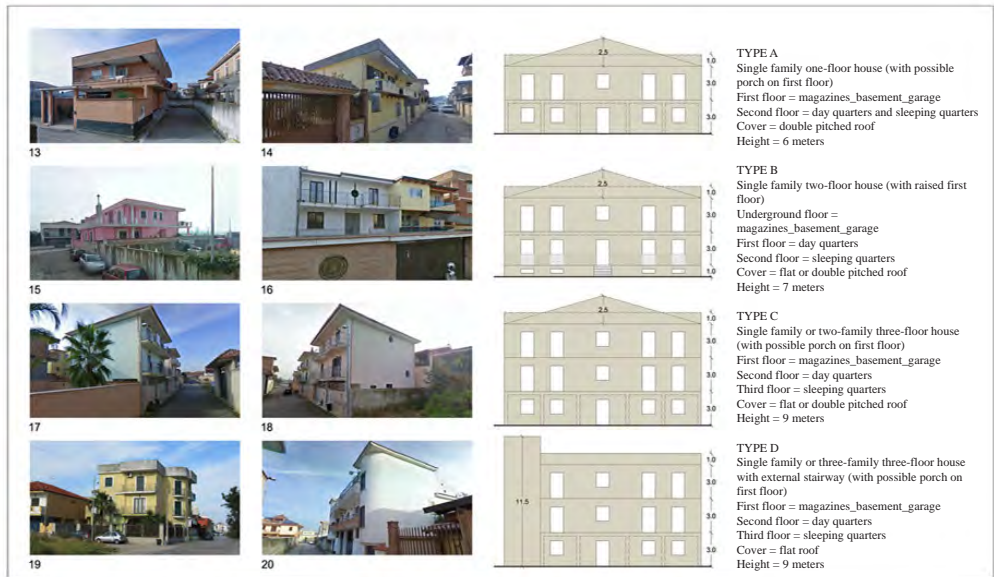 13
14
2.5
1.0
3.0
3.0
TYPE A
Single family one-floor house (with possible
porch on first floor)
First floor = magazines_basement_garage
Second floor = day quarters and sleeping quarters
Cover = double pitched roof
Height = 6 meters
15
16
2.5
1.0
3.0
3.0
1.0
TYPE B
Single family two-floor house (with raised first
floor)
Underground floor =
magazines_basement_garage
First floor = day quarters
Second floor = sleeping quarters
Cover = flat or double pitched roof
Height = 7 meters
17
18
2.5
1.0
3.0
3.0
3.0
TYPE C
Single family or two-family three-floor house
(with possible porch on first floor)
First floor = magazines_basement_garage
Second floor = day quarters
Third floor = sleeping quarters
Cover = flat or double pitched roof
Height = 9 meters
19
20
11.5
1.0
3.0
3.0
3.0
TYPE D
Single family or three-family three-floor house
with external stairway (with possible porch on
first floor)
First floor = magazines_basement_garage
Second floor = day quarters
Third floor = sleeping quarters
Cover = flat roof
Height = 9 meters